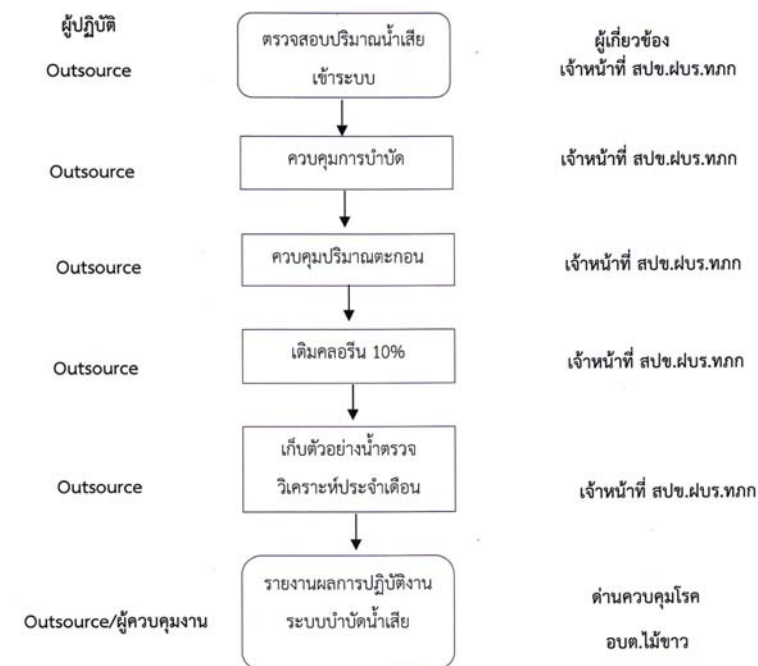 ผู้ปฏิบัติ
ตรวจสอบปริมาณน้ำเสีย
ผู้เกี่ยวข้อง
Outsource
เข้าระบบ
เจ้าหน้าที่ สปข.ฝบร.ทภก
Outsource
ควบคุมการบำบัด
เจ้าหน้าที่ สปข.ฝบร.ทภก
Outsource
ควบคุมปริมาณตะกอน
เจ้าหน้าที่ สปข.ฝบร.ทภก
Outsource
เติมคลอรีน 10%
เจ้าหน้าที่ สปข.ฝบร.ทภก
เก็บตัวอย่างน้ำตรวจ
Outsource
วิเคราะห์ประจำเดือน
เจ้าหน้าที่ สปข.ฝบร.ทภก
รายงานผลการปฏิบัติงาน
ด่านควบคุมโรค
Outsource/ผู้ควบคุมงาน
ระบบบำบัดน้ำเสีย
อบต.ไม้ขาว